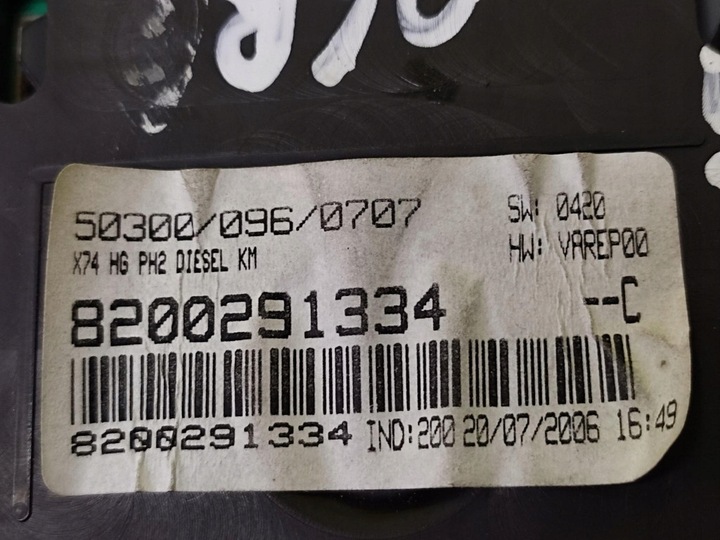 50300/096/0707
SW: 0420
X74 HG PH2 DIESEL KM
HW: VAREP00
8200291334
--C
8200291334 IND:200 20/07/2006 16:49